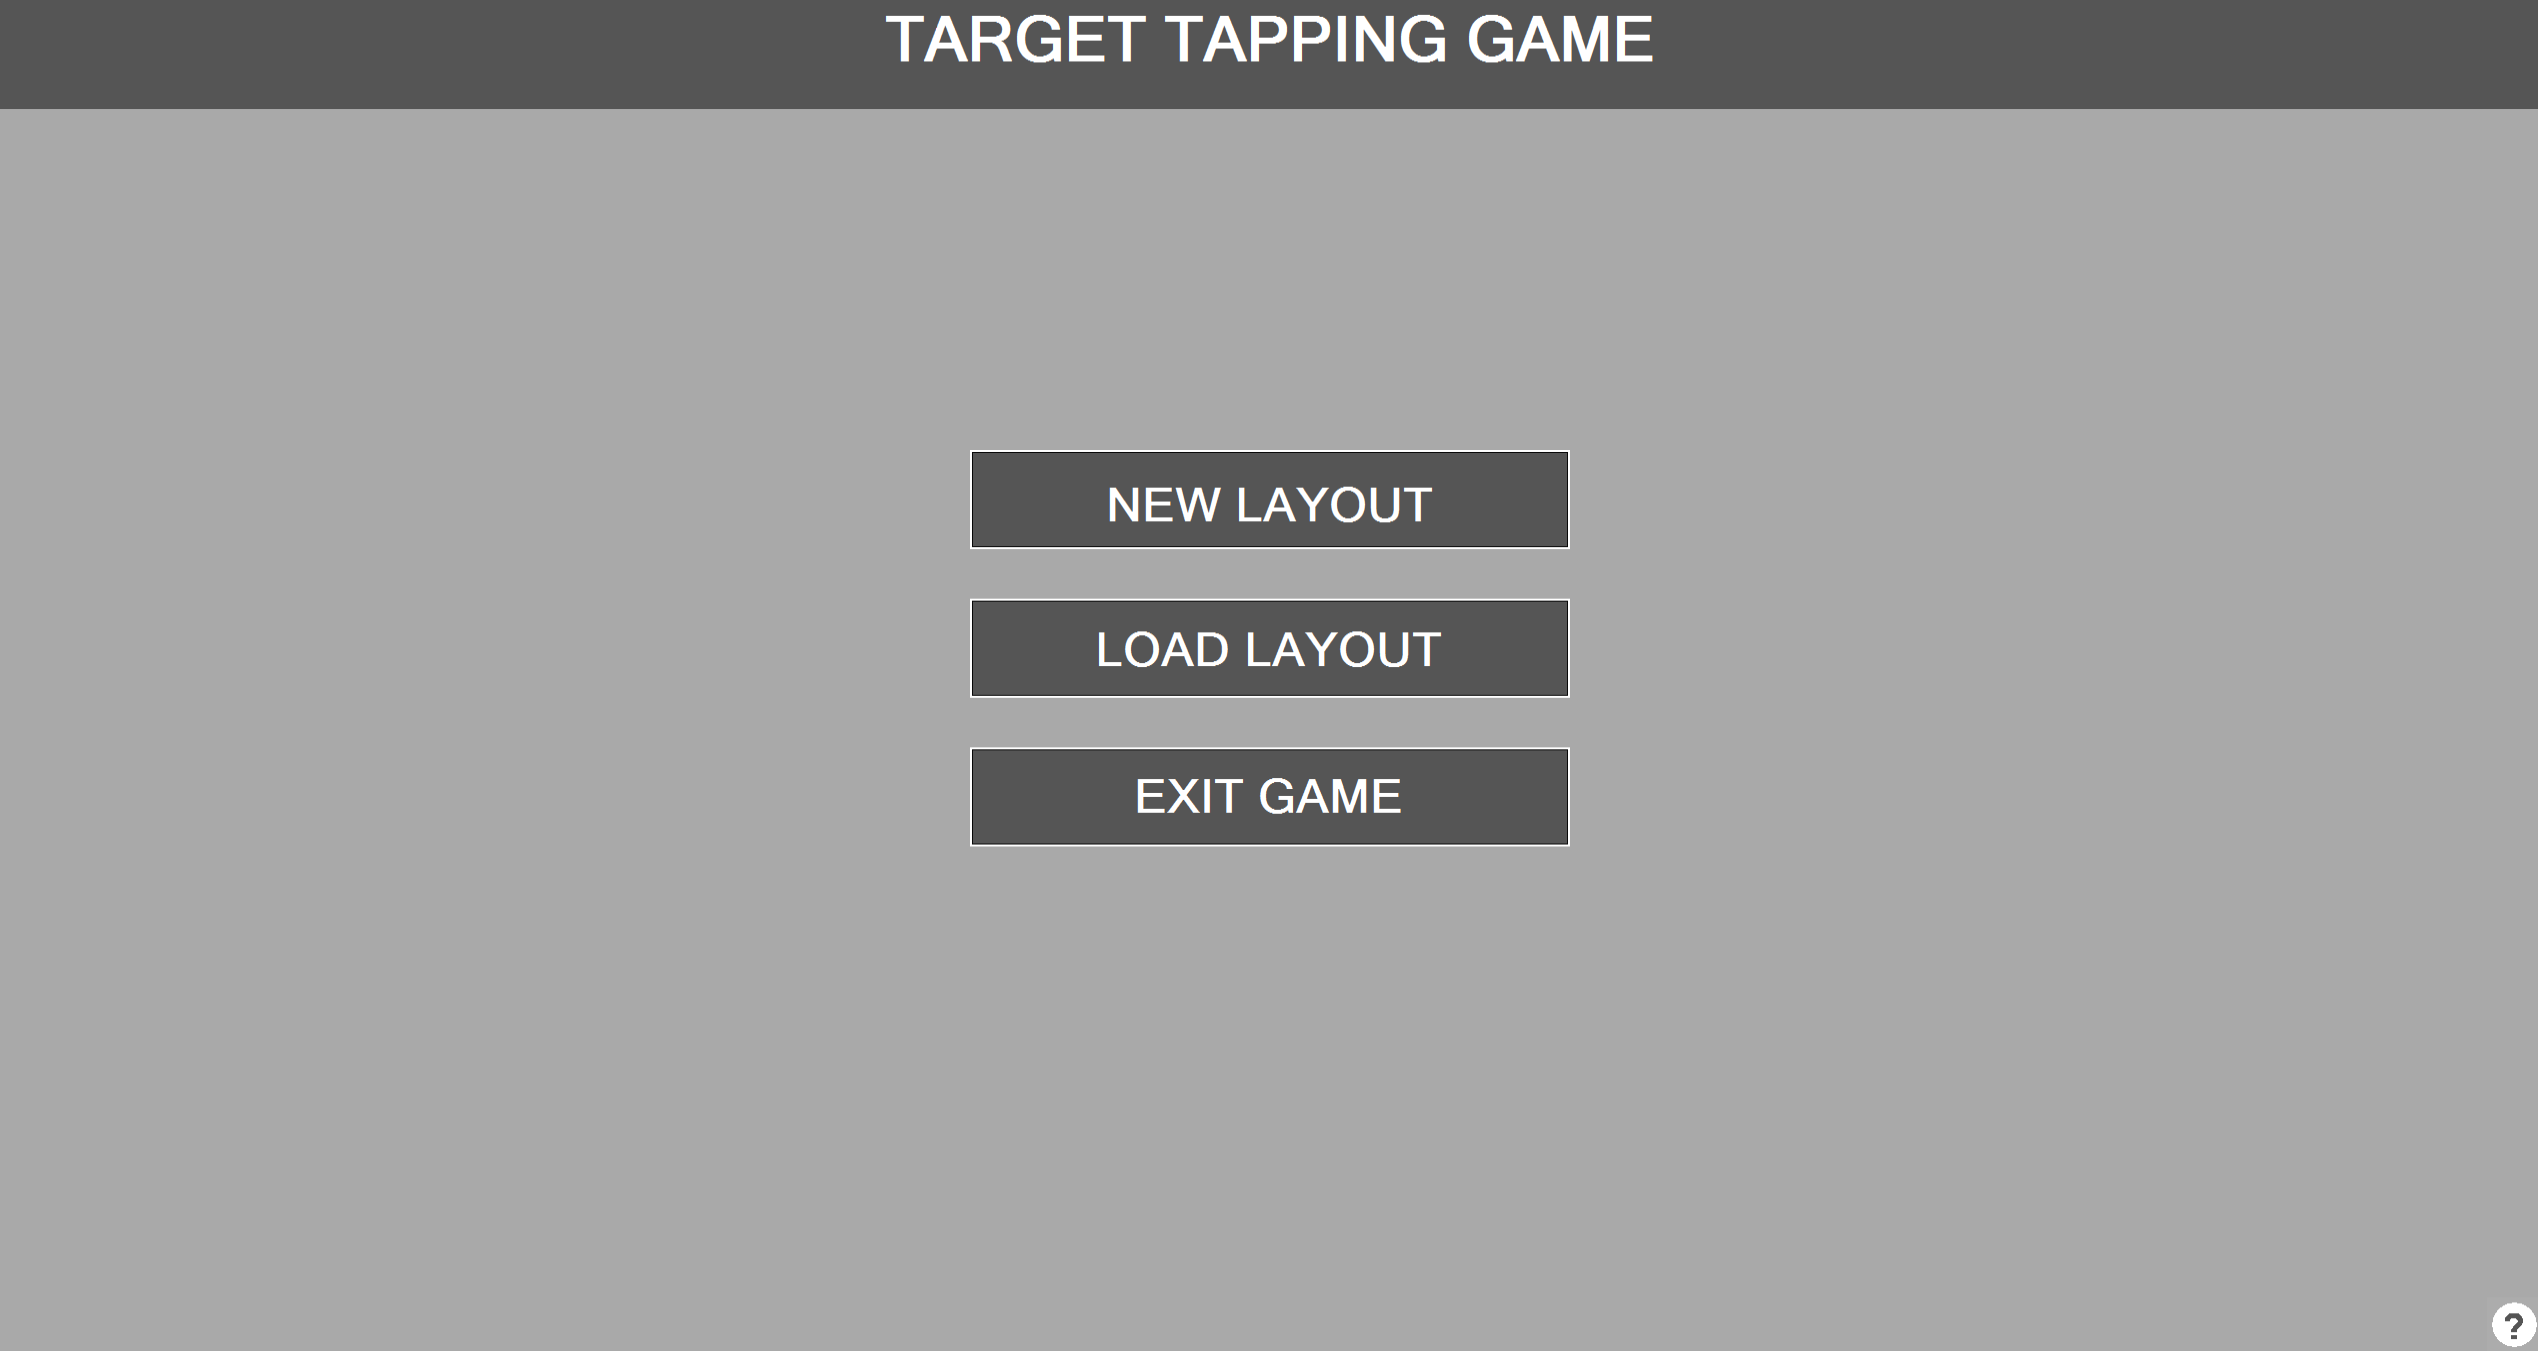 TARGET TAPPING GAME
NEW LAYOUT
LOAD LAYOUT
EXIT GAME
?